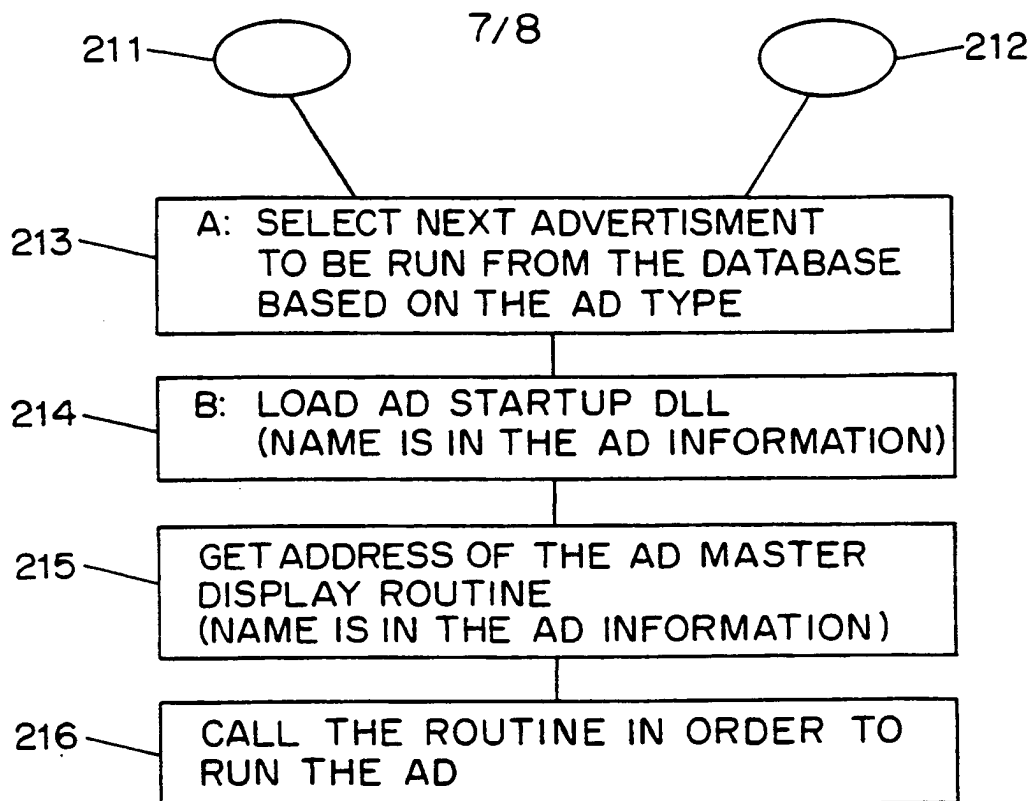 7/8
211
212
213
A: SELECT NEXT ADVERTISMENT
TO BE RUN FROM THE DATABASE
BASED ON THE AD TYPE
214
B: LOAD AD STARTUP DLL
(NAME IS IN THE AD INFORMATION)
215
GET ADDRESS OF THE AD MASTER
DISPLAY ROUTINE
(NAME IS IN THE AD INFORMATION)
216
CALL THE ROUTINE IN ORDER TO
RUN THE AD